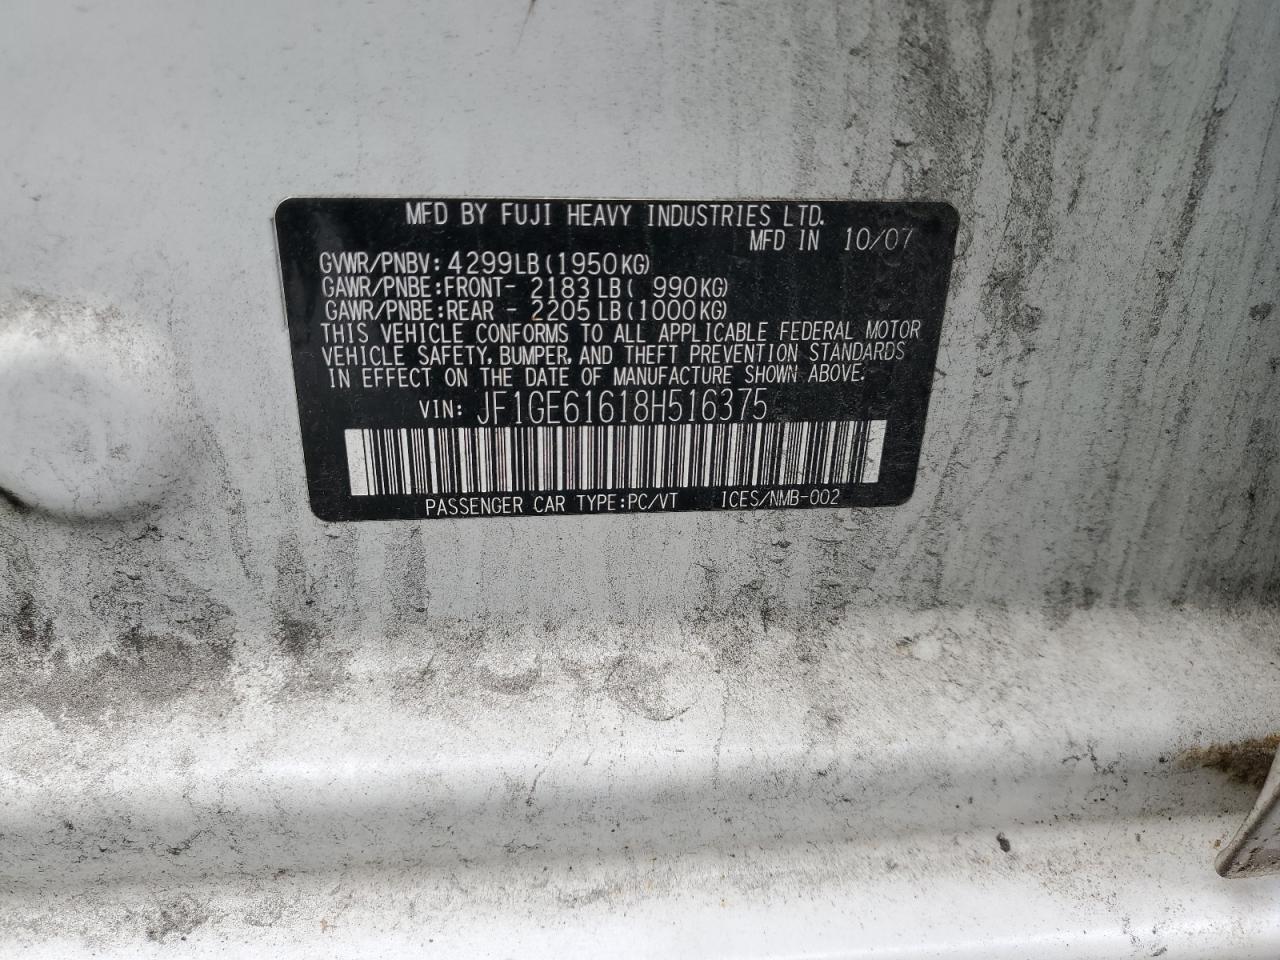 MFD BY FUJI HEAVY INDUSTRIES LTD.
MFD IN 10/07
GVWR/PNBV: 4299LB(1950KG)
GAWR/PNBE:FRONT- 2183LB( 990KG)
GAWR/PNBE:REAR - 2205LB(1000KG)
THIS VEHICLE CONFORMS TO ALL APPLICABLE FEDERAL MOTOR
VEHICLE SAFETY, BUMPER, AND THEFT PREVENTION STANDARDS
IN EFFECT ON THE DATE OF MANUFACTURE SHOWN ABOVE.
VIN: JF1GE61618H516375
PASSENGER CAR TYPE:PC/VT ICES/NMB-002